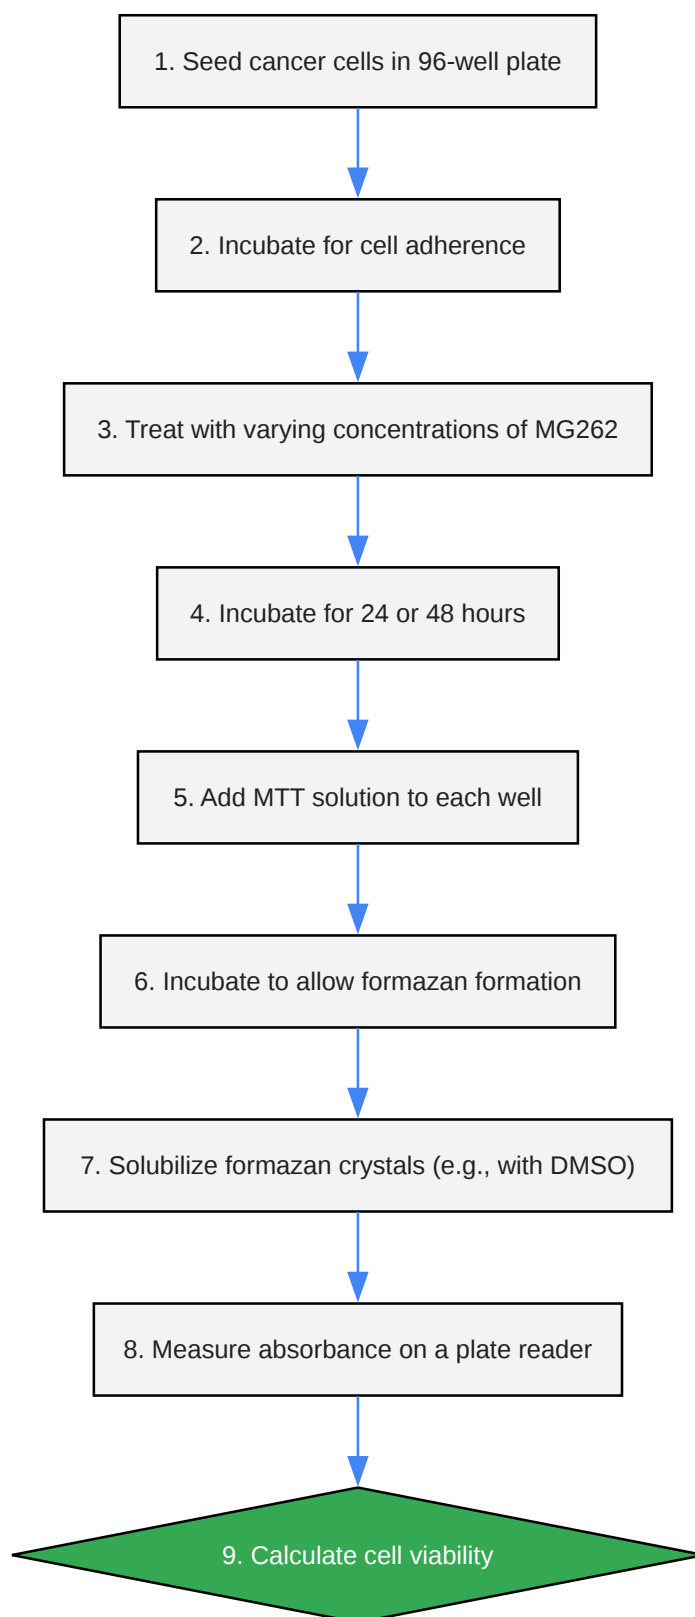 1. Seed cancer cells in 96-well plate
2. Incubate for cell adherence
3. Treat with varying concentrations of MG262
4. Incubate for 24 or 48 hours
5. Add MTT solution to each well
6. Incubate to allow formazan formation
7. Solubilize formazan crystals (e.g., with DMSO)
8. Measure absorbance on a plate reader
9. Calculate cell viability